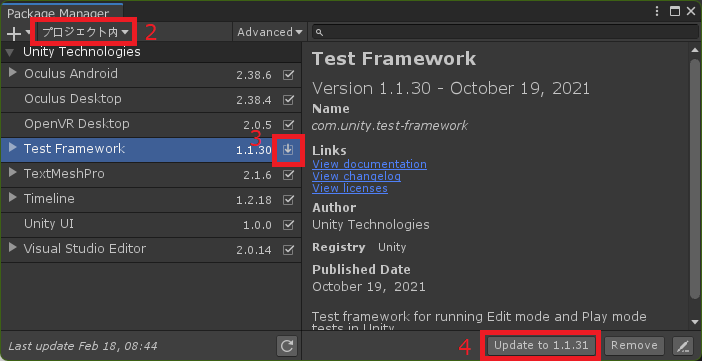 Package Manager
+ プロジェクト内 2 Advanced
Unity Technologies
Oculus Android 2.38.6
Oculus Desktop 2.38.4
OpenVR Desktop 2.0.5
3
Test Framework 1.1.30
TextMeshPro 2.1.6
Timeline 1.2.18
Unity UI 1.0.0
Visual Studio Editor 2.0.14
Last update Feb 18, 08:44
Test Framework
Version 1.1.30 - October 19, 2021
Name
com.unity.test-framework
Links
View documentation
View changelog
View licenses
Author
Unity Technologies
Registry Unity
Published Date
October 19, 2021
Test framework for running Edit mode and Play mode
tests in Unity.
4 Update to 1.1.31 Remove